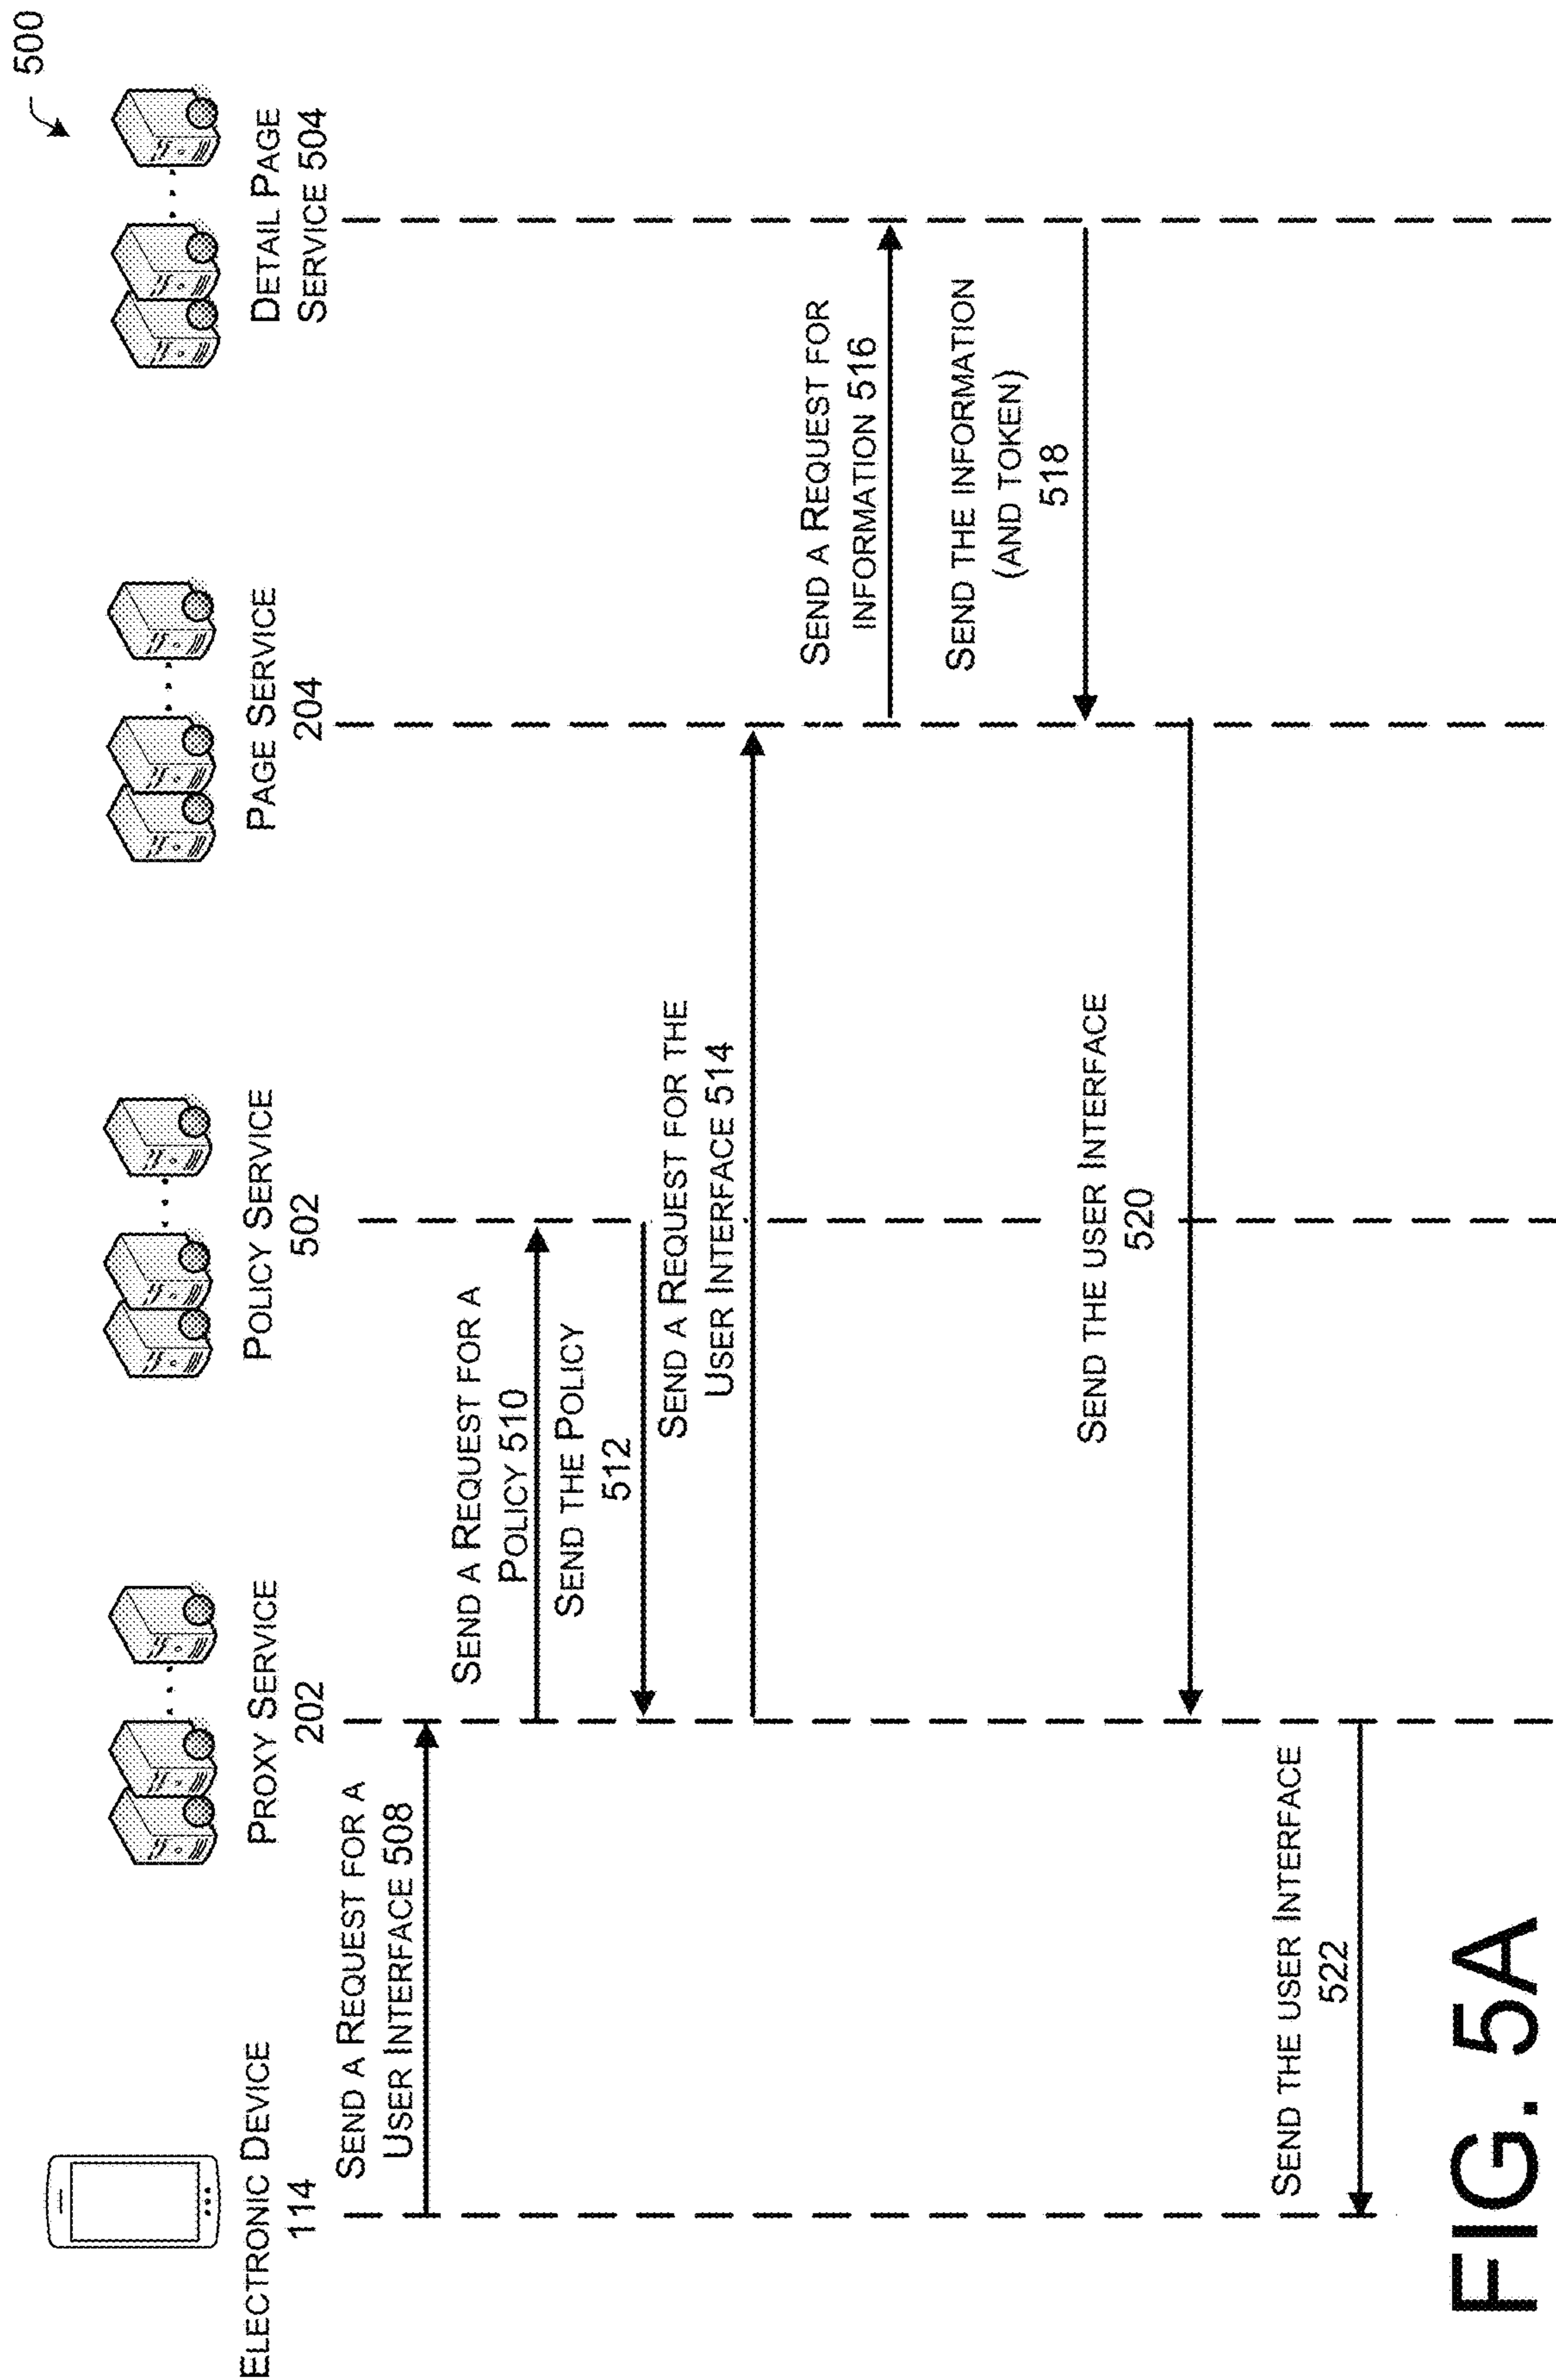 500
ELECTRONIC DEVICE
114
PROXY SERVICE
202
POLICY SERVICE
502
PAGE SERVICE
204
DETAIL PAGE
SERVICE 504
SEND A REQUEST FOR A
USER INTERFACE 508
SEND A REQUEST FOR A
POLICY 510
SEND THE POLICY
512
SEND A REQUEST FOR THE
USER INTERFACE 514
SEND A REQUEST FOR
INFORMATION 516
SEND THE INFORMATION
(AND TOKEN)
518
SEND THE USER INTERFACE
520
SEND THE USER INTERFACE
522
FIG. 5A